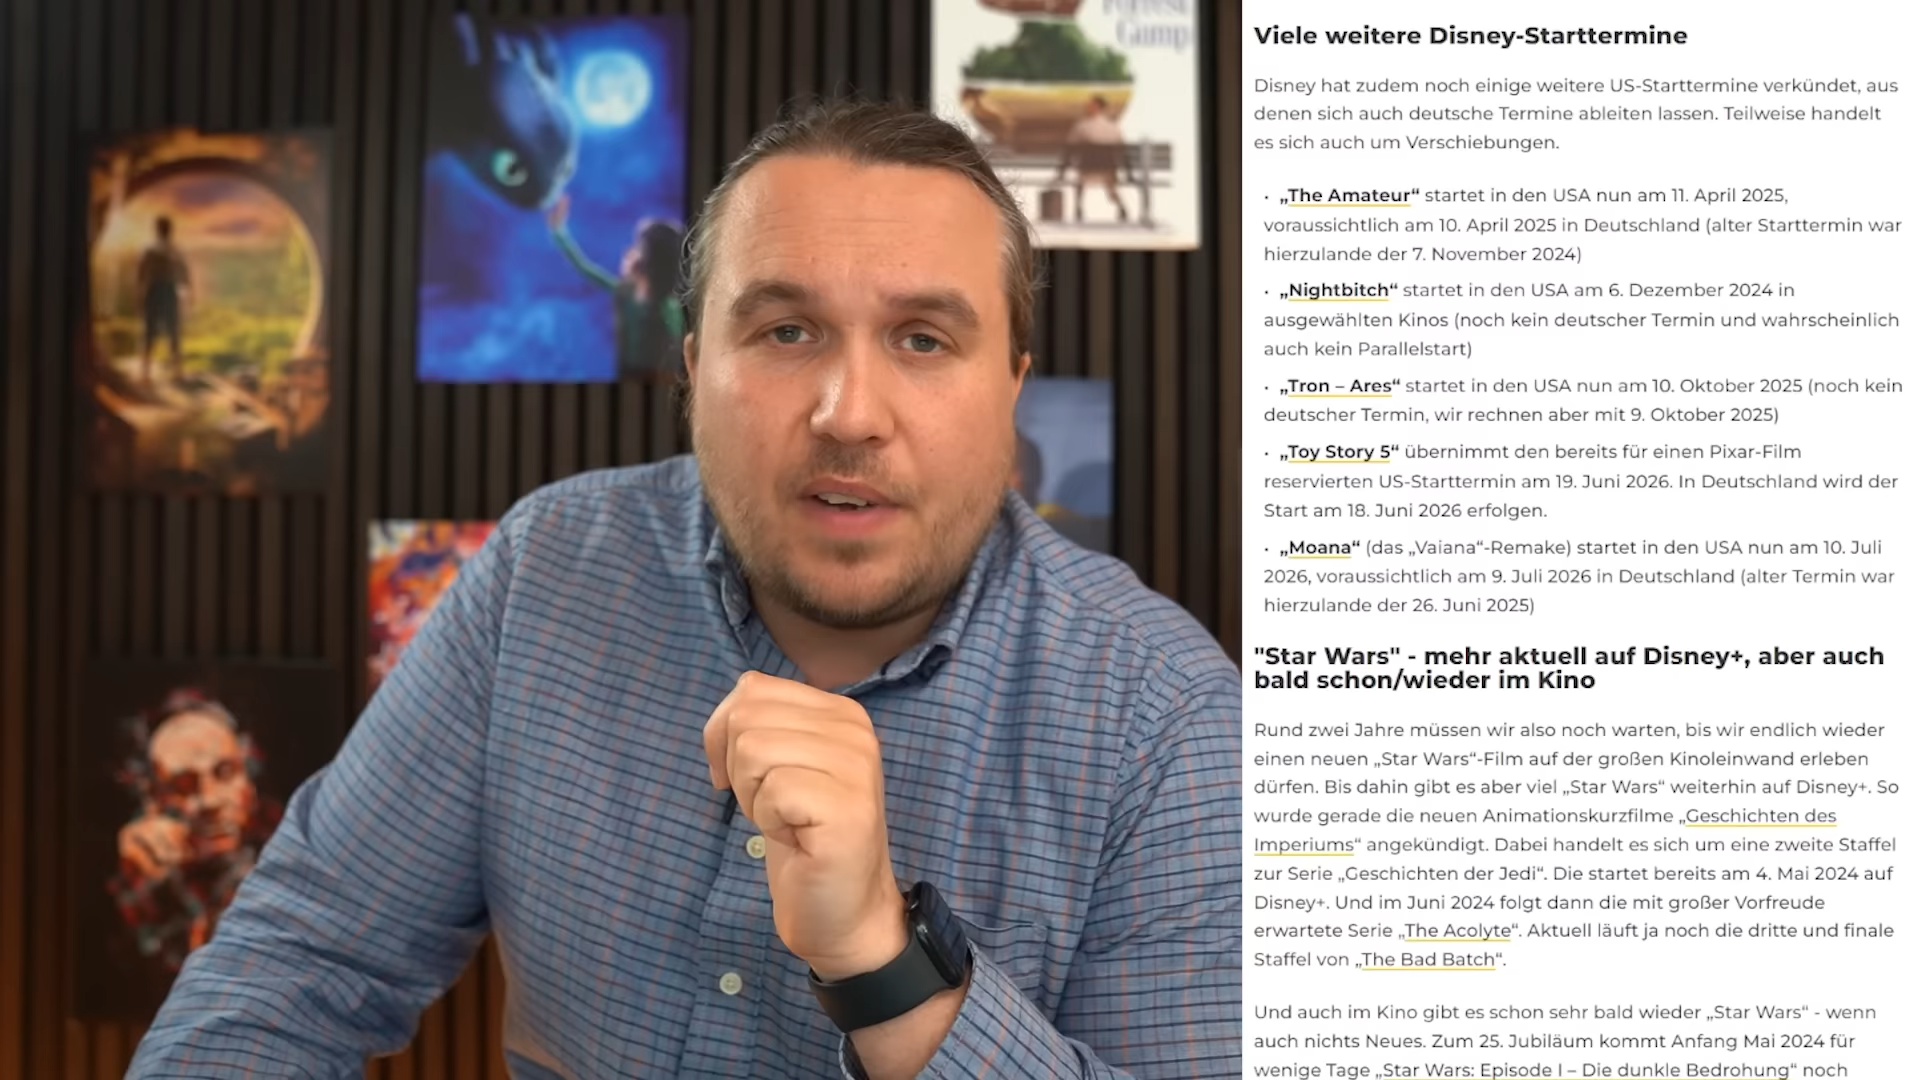 Forrest
Gump
Viele weitere Disney-Starttermine
Disney hat zudem noch einige weitere US-Starttermine verkündet, aus
denen sich auch deutsche Termine ableiten lassen. Teilweise handelt
es sich auch um Verschiebungen.
· „The Amateur“ startet in den USA nun am 11. April 2025,
voraussichtlich am 10. April 2025 in Deutschland (alter Starttermin war
hierzulande der 7. November 2024)
· „Nightbitch“ startet in den USA am 6. Dezember 2024 in
ausgewählten Kinos (noch kein deutscher Termin und wahrscheinlich
auch kein Parallelstart)
· „Tron – Ares“ startet in den USA nun am 10. Oktober 2025 (noch kein
deutscher Termin, wir rechnen aber mit 9. Oktober 2025)
· „Toy Story 5“ übernimmt den bereits für einen Pixar-Film
reservierten US-Starttermin am 19. Juni 2026. In Deutschland wird der
Start am 18. Juni 2026 erfolgen.
· „Moana“ (das „Vaiana“-Remake) startet in den USA nun am 10. Juli
2026, voraussichtlich am 9. Juli 2026 in Deutschland (alter Termin war
hierzulande der 26. Juni 2025)
"Star Wars" - mehr aktuell auf Disney+, aber auch
bald schon/wieder im Kino
Rund zwei Jahre müssen wir also noch warten, bis wir endlich wieder
einen neuen „Star Wars“-Film auf der großen Kinoleinwand erleben
dürfen. Bis dahin gibt es aber viel „Star Wars“ weiterhin auf Disney+. So
wurde gerade die neuen Animationskurzfilme „Geschichten des
Imperiums“ angekündigt. Dabei handelt es sich um eine zweite Staffel
zur Serie „Geschichten der Jedi“. Die startet bereits am 4. Mai 2024 auf
Disney+. Und im Juni 2024 folgt dann die mit großer Vorfreude
erwartete Serie „The Acolyte“. Aktuell läuft ja noch die dritte und finale
Staffel von „The Bad Batch“.
Und auch im Kino gibt es schon sehr bald wieder „Star Wars“ - wenn
auch nichts Neues. Zum 25. Jubiläum kommt Anfang Mai 2024 für
wenige Tage „Star Wars: Episode I – Die dunkle Bedrohung“ noch